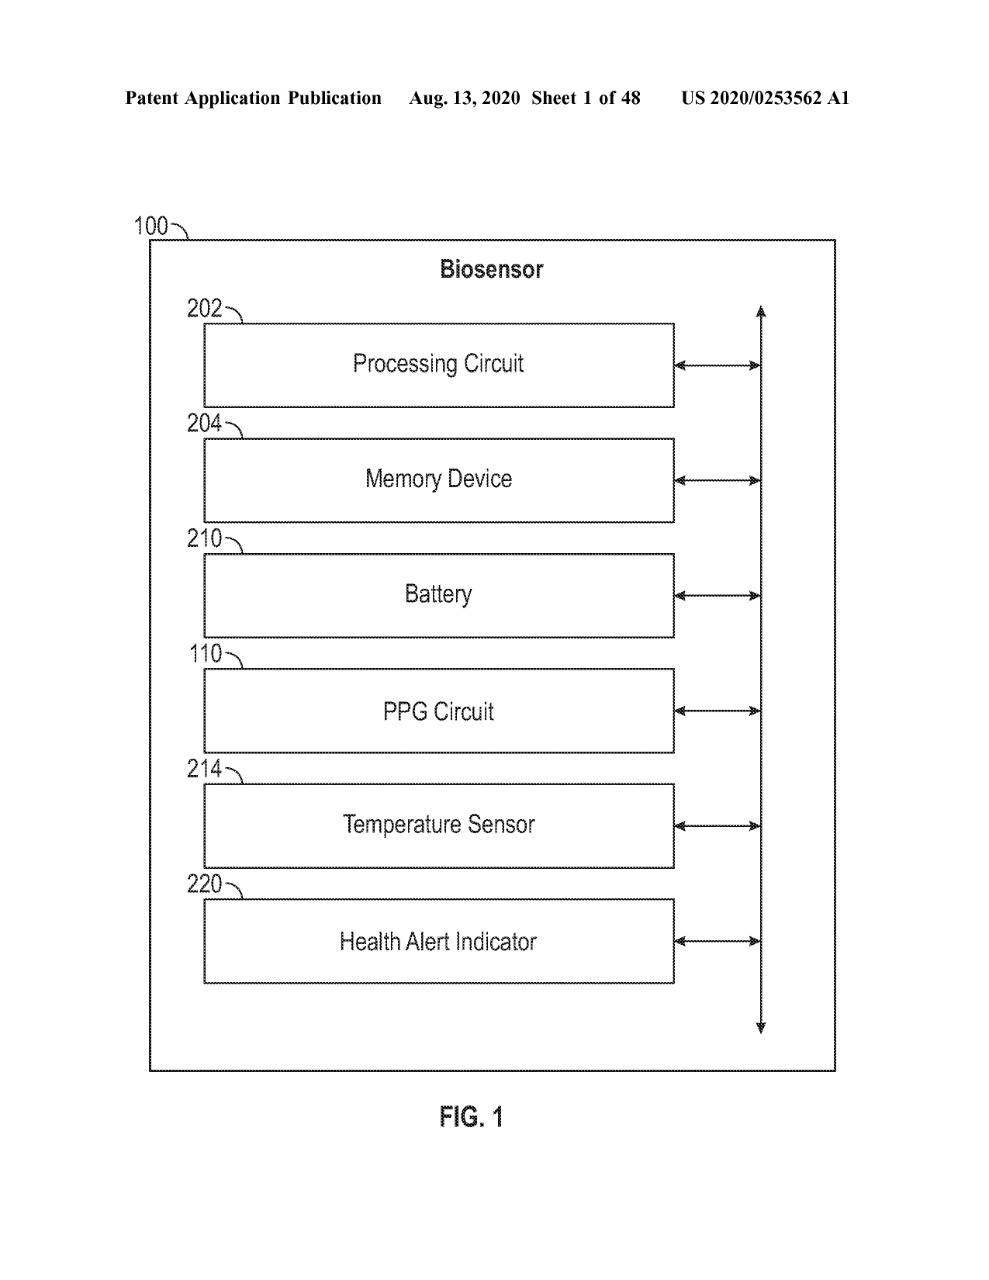 Patent Application Publication Aug. 13, 2020 Sheet 1 of 48 US 2020/0253562 A1
100
Biosensor
202
Processing Circuit
204
Memory Device
210
Battery
110
PPG Circuit
214
Temperature Sensor
220
Health Alert Indicator
FIG. 1